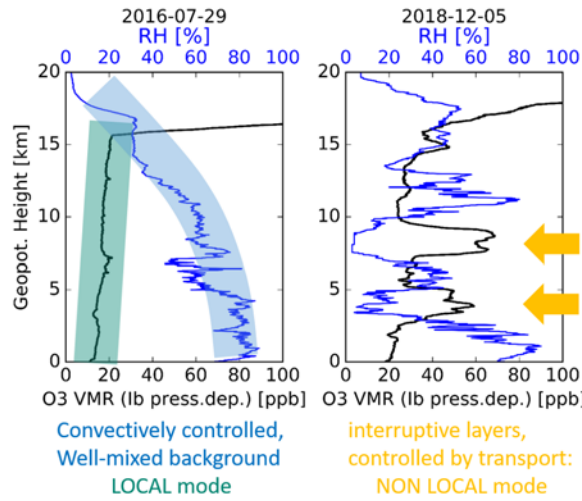 2016-07-29
2018-12-05
RH [%]
RH [%]
0 20 40 60 80 100
0 20 40 60 80 100
20
15
10
5
0
20
15
10
5
0
Geopot. Height [km]
0 20 40 60 80 100
0 20 40 60 80 100
O3 VMR (Ib press.dep.) [ppb]
O3 VMR (Ib press.dep.) [ppb]
Convectively controlled,
Well-mixed background
LOCAL mode
interruptive layers,
controlled by transport:
NON LOCAL mode